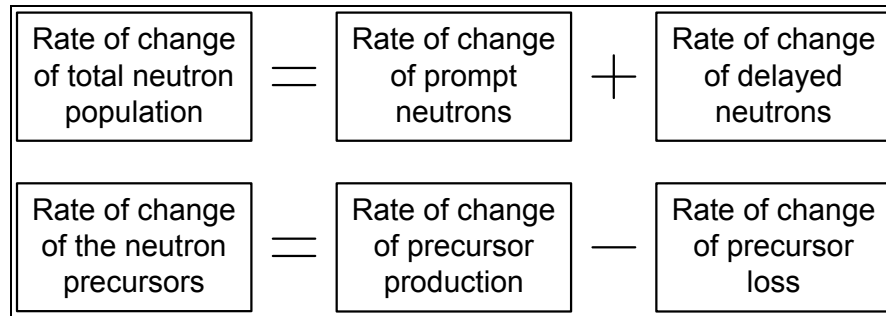 Rate of change
of total neutron
population
=
Rate of change
of prompt
neutrons
+
Rate of change
of delayed
neutrons
Rate of change
of the neutron
precursors
=
Rate of change
of precursor
production
−
Rate of change
of precursor
loss